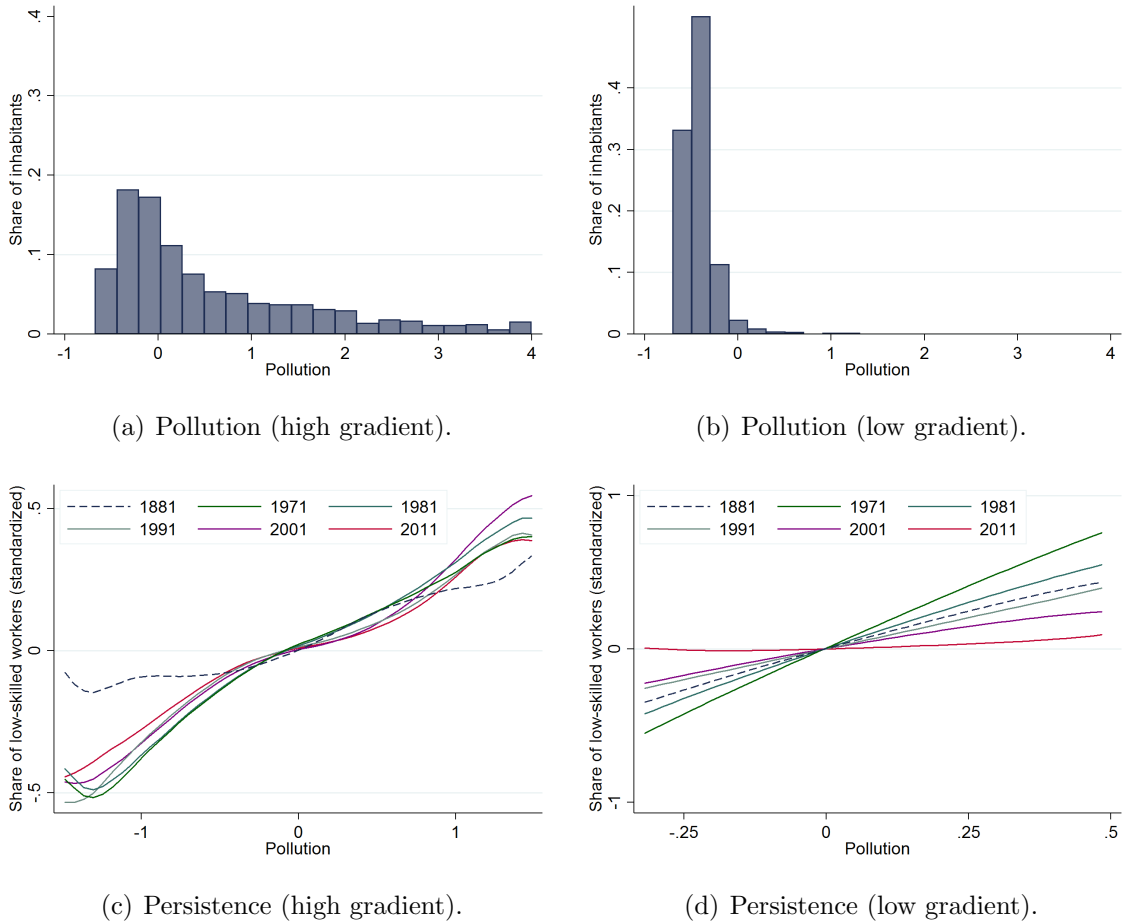 .4
.3
.2
.1
0
Share of inhabitants
-1 0 1 2 3 4
Pollution
(a) Pollution (high gradient).
.4
.3
.2
.1
0
Share of inhabitants
-1 0 1 2 3 4
Pollution
(b) Pollution (low gradient).
1881 1971 1981
1991 2001 2011
.5
0
-.5
Share of low-skilled workers (standardized)
-1 0 1
Pollution
(c) Persistence (high gradient).
1881 1971 1981
1991 2001 2011
1
0
-1
Share of low-skilled workers (standardized)
-.25 0 .25 .5
Pollution
(d) Persistence (low gradient).